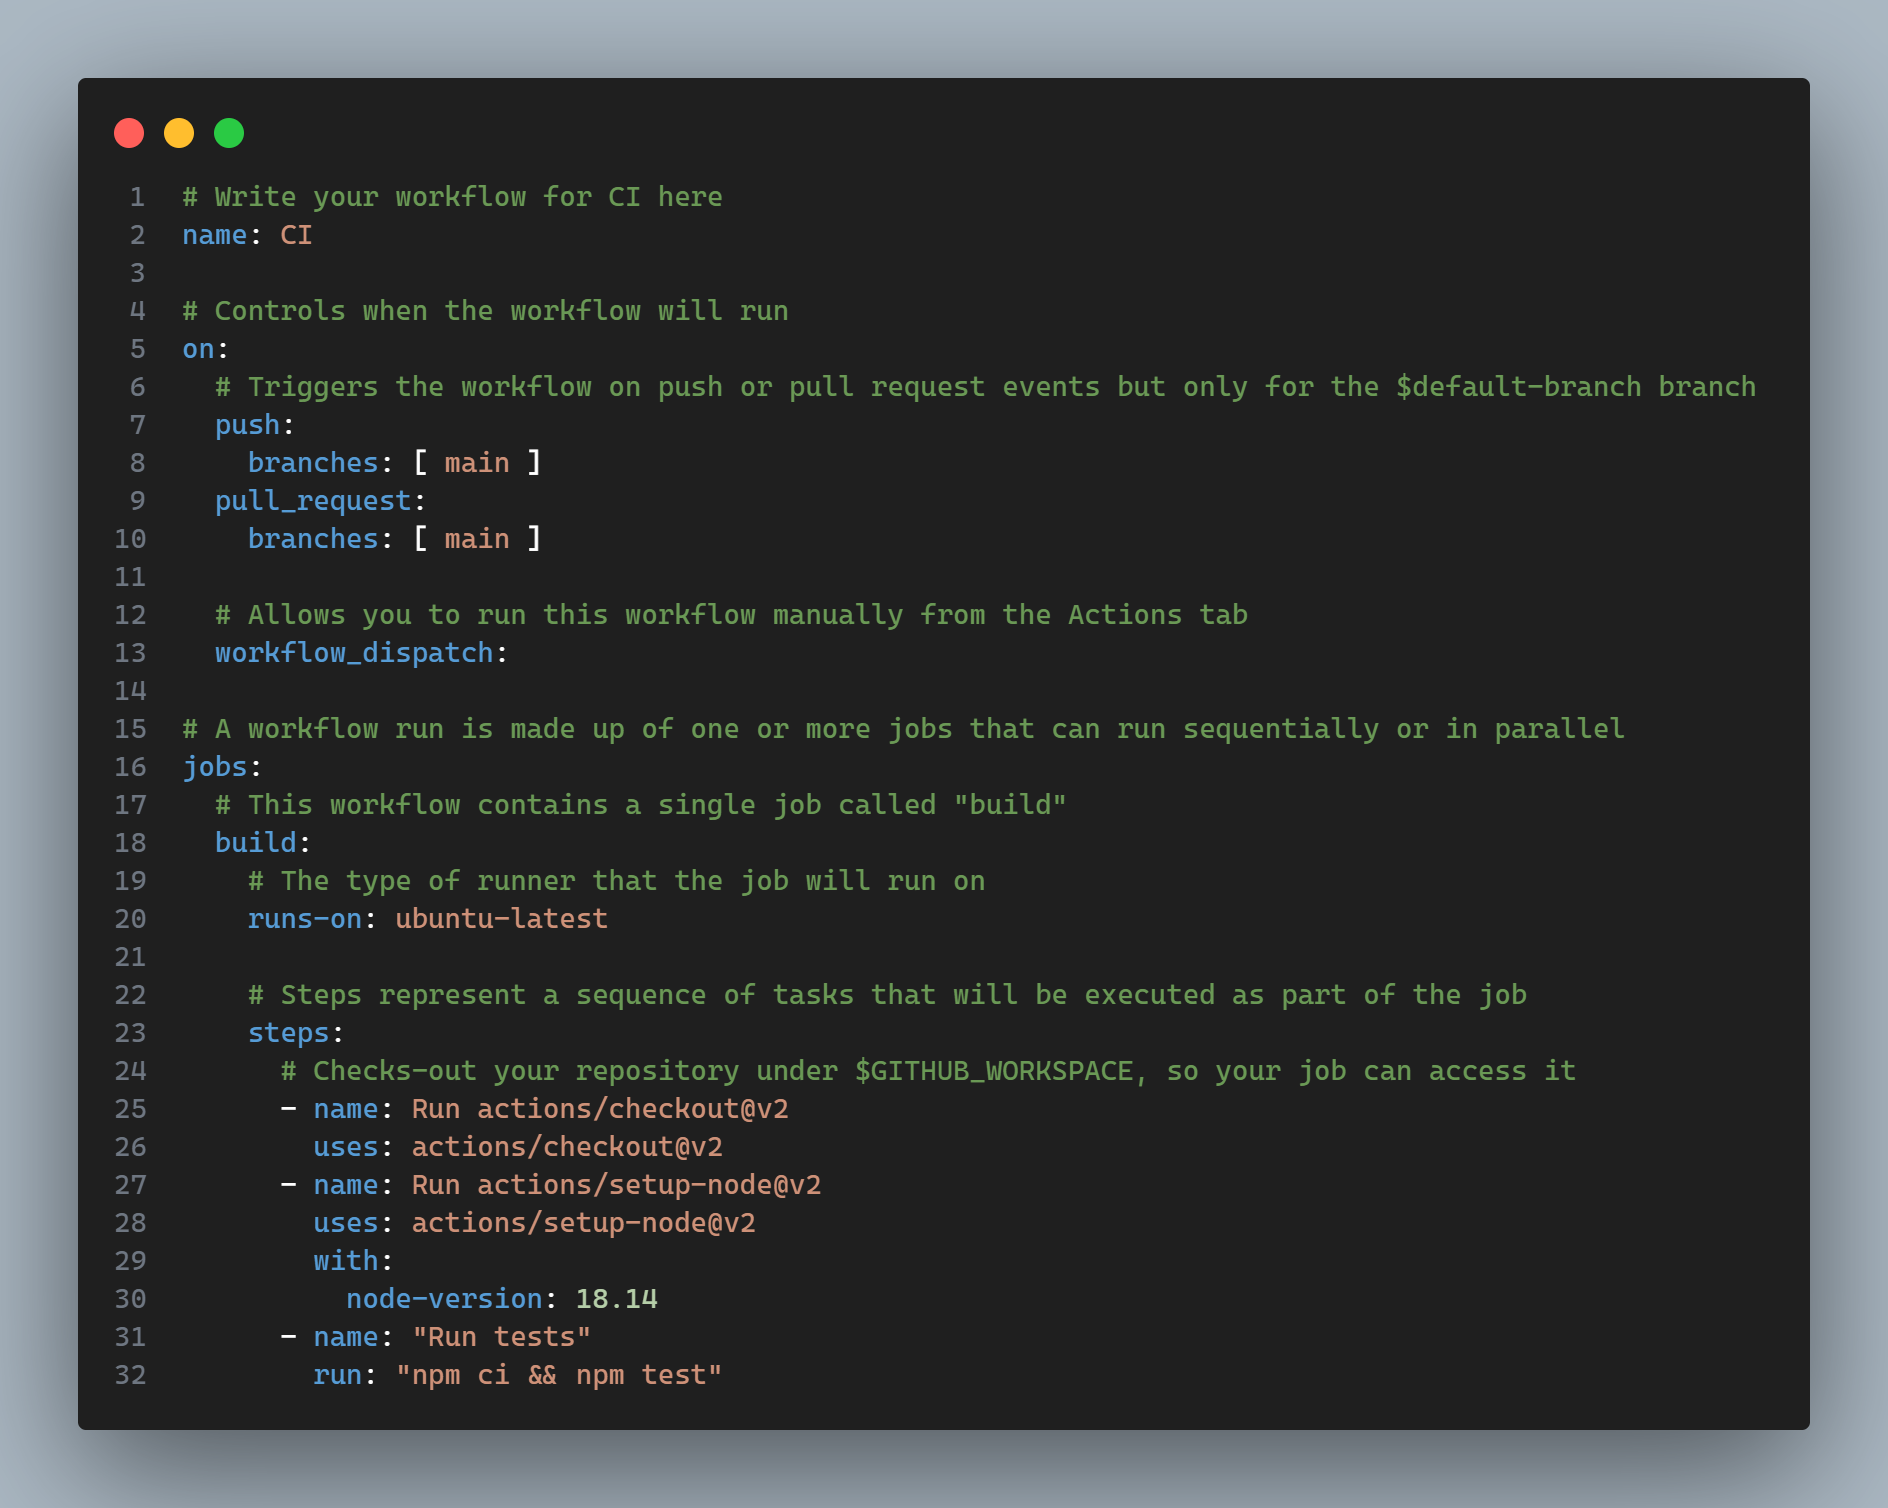 1 # Write your workflow for CI here
2 name: CI
3
4 # Controls when the workflow will run
5 on:
6   # Triggers the workflow on push or pull request events but only for the $default-branch branch
7   push:
8     branches: [ main ]
9   pull_request:
10     branches: [ main ]
11
12   # Allows you to run this workflow manually from the Actions tab
13   workflow_dispatch:
14
15 # A workflow run is made up of one or more jobs that can run sequentially or in parallel
16 jobs:
17   # This workflow contains a single job called "build"
18   build:
19     # The type of runner that the job will run on
20     runs-on: ubuntu-latest
21
22     # Steps represent a sequence of tasks that will be executed as part of the job
23     steps:
24       # Checks-out your repository under $GITHUB_WORKSPACE, so your job can access it
25       - name: Run actions/checkout@v2
26         uses: actions/checkout@v2
27       - name: Run actions/setup-node@v2
28         uses: actions/setup-node@v2
29         with:
30           node-version: 18.14
31       - name: "Run tests"
32         run: "npm ci && npm test"